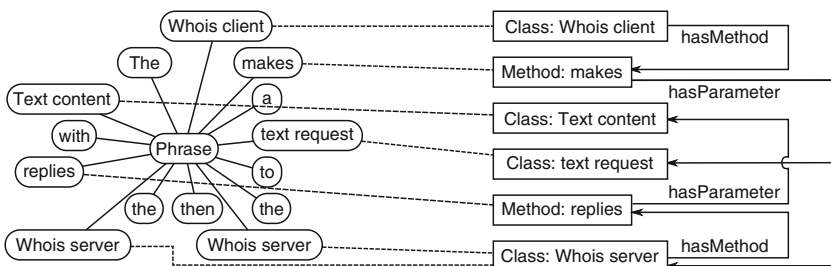 Whois client
Class: Whois client
hasMethod
The
makes
Method: makes
hasParameter
Text content
a
Class: Text content
with
text request
Phrase
Class: text request
replies
to
hasParameter
the
then
the
Method: replies
Whois server
Whois server
hasMethod
Class: Whois server